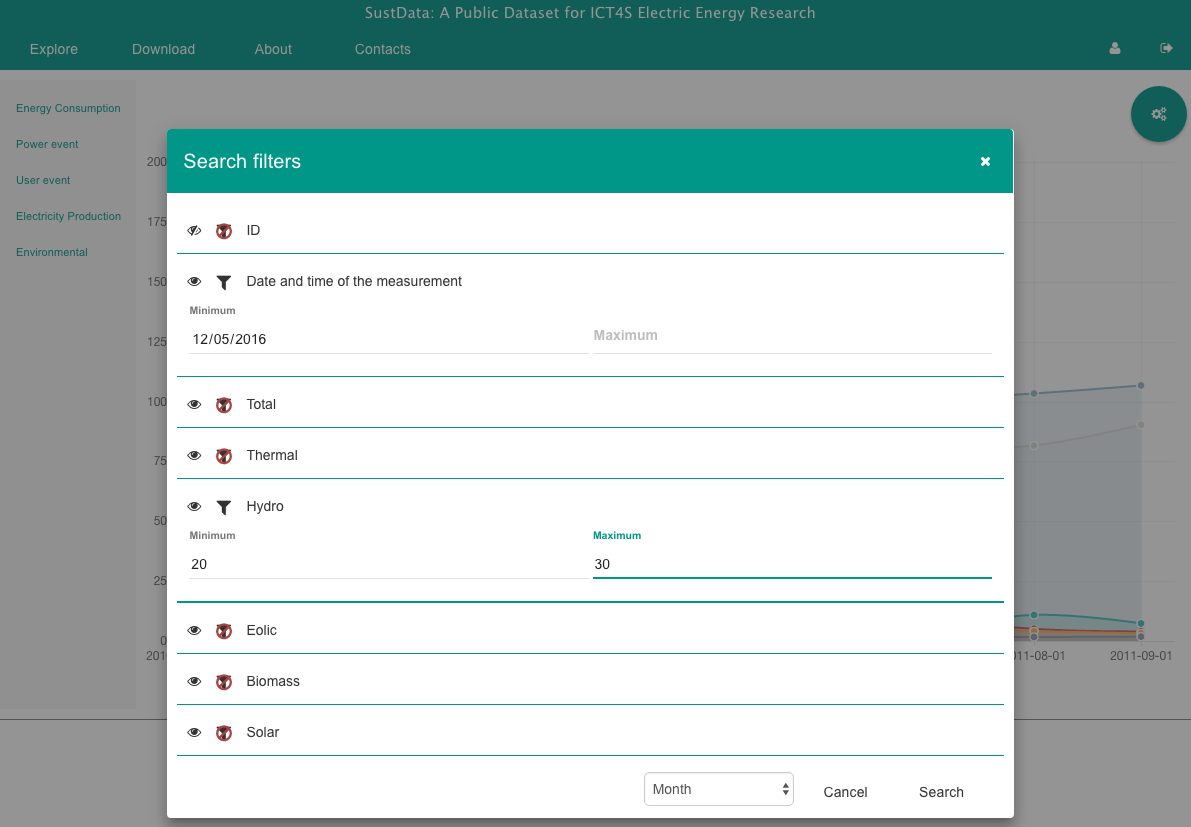 SustData: A Public Dataset for ICT4S Electric Energy Research
Explore Download About Contacts
Energy Consumption
Power event
User event
Electricity Production
Environmental
Search filters
ID
Date and time of the measurement
Minimum
12/05/2016 Maximum
Total
Thermal
Hydro
Minimum Maximum
20 30
Eolic
Biomass
Solar
Month Cancel Search
200
175
150
125
100
75
50
25
0
201
11-08-01 2011-09-01